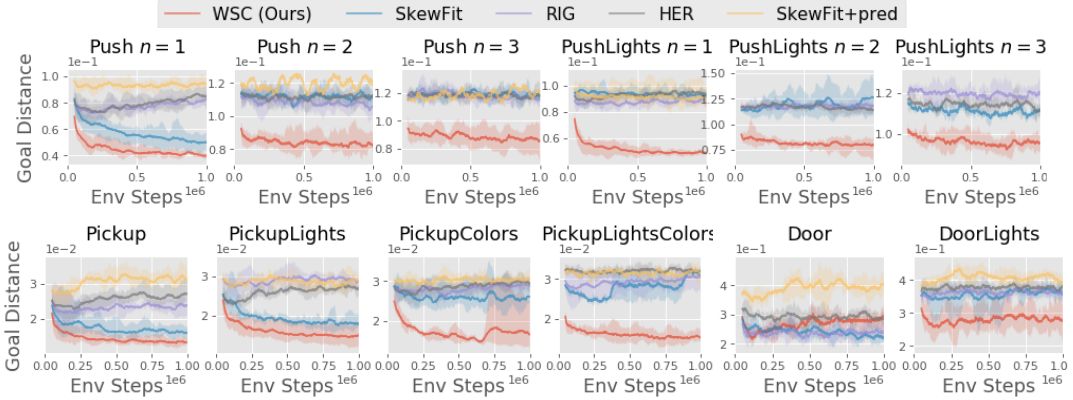 WSC (Ours) SkewFit RIG HER SkewFit+pred
Push n = 1 Push n = 2 Push n = 3 PushLights n = 1 PushLights n = 2 PushLights n = 3
1e−1 1e−1 1e−1 1e−1 1e−1 1e−1
Goal Distance
1.0 0.8 0.6 0.4
1.2 1.0 0.8
1.2 1.0 0.8
1.2 1.0 0.8 0.6
1.50 1.25 1.00 0.75
1.2 1.0
0.0 0.5 1.0 0.0 0.5 1.0 0.0 0.5 1.0 0.0 0.5 1.0 0.0 0.5 1.0 0.0 0.5 1.0
Env Steps 1e6 Env Steps 1e6 Env Steps 1e6 Env Steps 1e6 Env Steps 1e6 Env Steps 1e6
Pickup PickupLights PickupColors PickupLightsColors Door DoorLights
1e−2 1e−2 1e−2 1e−2 1e−1 1e−1
Goal Distance
3 2
3 2
3 2
3 2
4 3 2
4 3 2
0.00 0.25 0.50 0.75 1.00 0.00 0.25 0.50 0.75 1.00 0.00 0.25 0.50 0.75 1.00 0.00 0.25 0.50 0.75 1.00 0.00 0.25 0.50 0.75 1.00 0.00 0.25 0.50 0.75 1.00
Env Steps 1e6 Env Steps 1e6 Env Steps 1e6 Env Steps 1e6 Env Steps 1e6 Env Steps 1e6